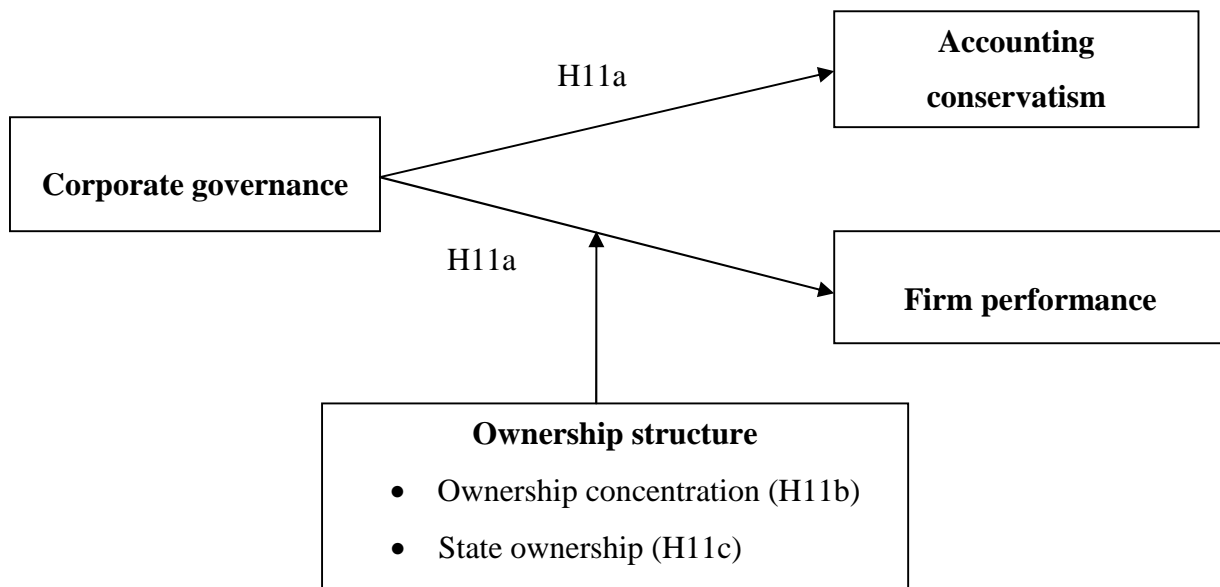 Accounting
conservatism
H11a
Corporate governance
H11a
Firm performance
Ownership structure
• Ownership concentration (H11b)
• State ownership (H11c)